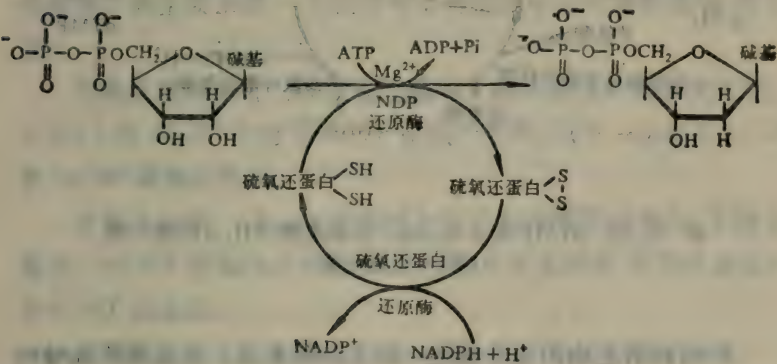 O⁻ O⁻
⁻O—P—O—P—OCH₂ O 碱基
O O
H H
OH OH
ATP ADP+Pi
Mg²⁺
NDP
还原酶
O⁻ O⁻
⁻O—P—O—P—OCH₂ O 碱基
O O
H H
OH H
硫氧还蛋白 SH
SH
硫氧还蛋白 S
S
硫氧还蛋白
还原酶
NADP⁺ NADPH + H⁺